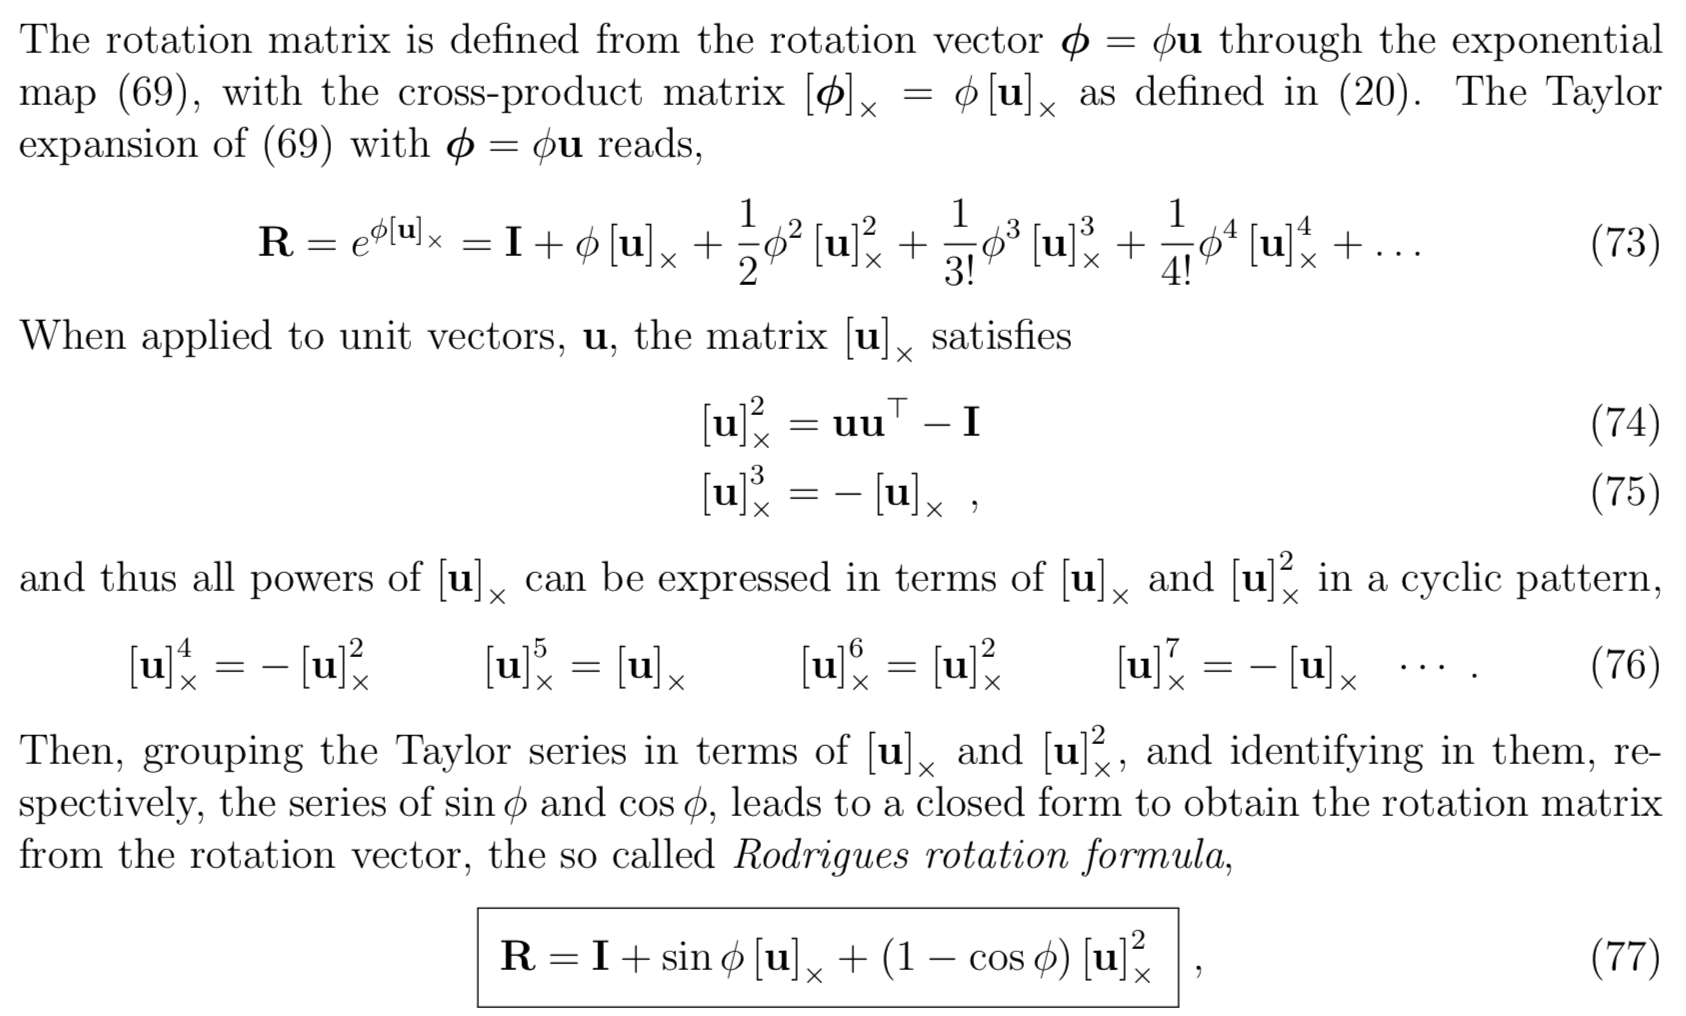 The rotation matrix is defined from the rotation vector 𝝓 = ϕ𝐮 through the exponential
map (69), with the cross-product matrix [𝝓]× = ϕ [𝐮]× as defined in (20). The Taylor
expansion of (69) with 𝝓 = ϕ𝐮 reads,
𝐑 = e^{ϕ[𝐮]×} = 𝐈 + ϕ [𝐮]× + \frac{1}{2}ϕ² [𝐮]²× + \frac{1}{3!}ϕ³ [𝐮]³× + \frac{1}{4!}ϕ⁴ [𝐮]⁴× + . . . (73)
When applied to unit vectors, 𝐮, the matrix [𝐮]× satisfies
[𝐮]²× = 𝐮𝐮⊤ − 𝐈 (74)
[𝐮]³× = − [𝐮]× , (75)
and thus all powers of [𝐮]× can be expressed in terms of [𝐮]× and [𝐮]²× in a cyclic pattern,
[𝐮]⁴× = − [𝐮]²× [𝐮]⁵× = [𝐮]× [𝐮]⁶× = [𝐮]²× [𝐮]⁷× = − [𝐮]× ⋯ . (76)
Then, grouping the Taylor series in terms of [𝐮]× and [𝐮]²×, and identifying in them, re-
spectively, the series of sin ϕ and cos ϕ, leads to a closed form to obtain the rotation matrix
from the rotation vector, the so called Rodrigues rotation formula,
𝐑 = 𝐈 + sin ϕ [𝐮]× + (1 − cos ϕ) [𝐮]²× , (77)